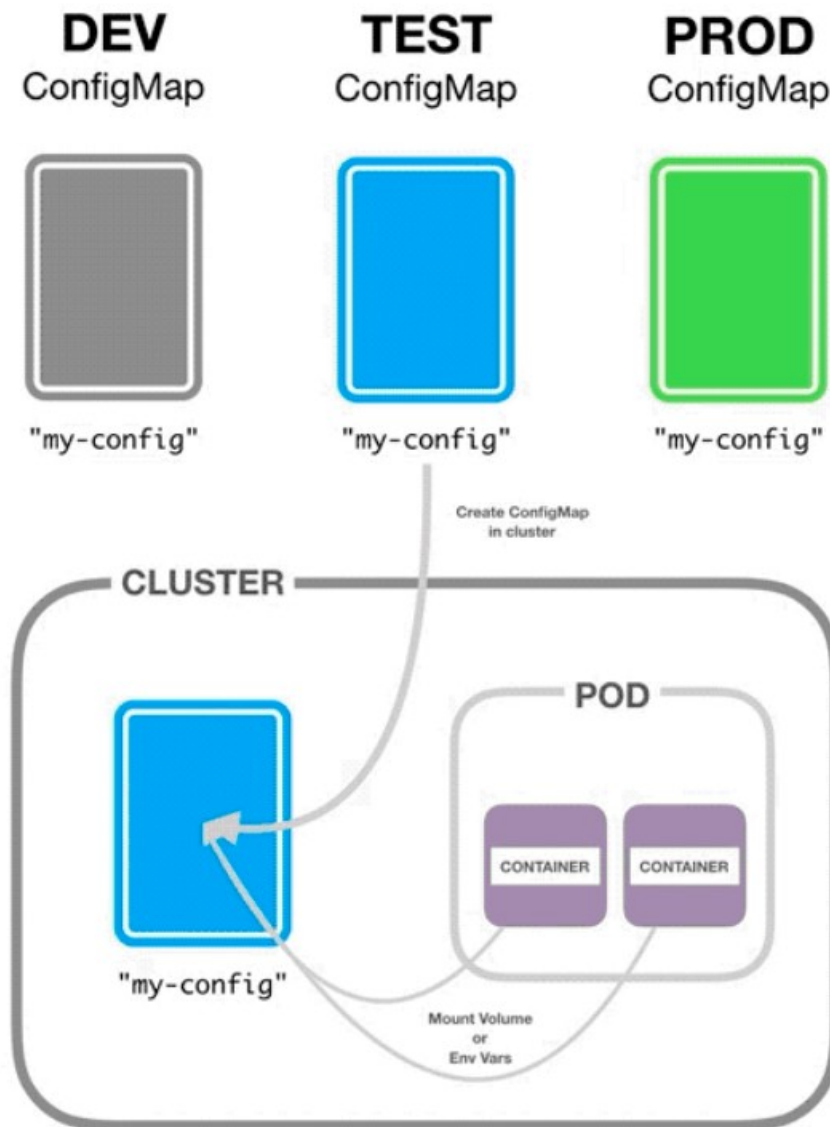 DEV
ConfigMap
TEST
ConfigMap
PROD
ConfigMap
"my-config"
"my-config"
"my-config"
Create ConfigMap
in cluster
CLUSTER
POD
CONTAINER
CONTAINER
"my-config"
Mount Volume
or
Env Vars